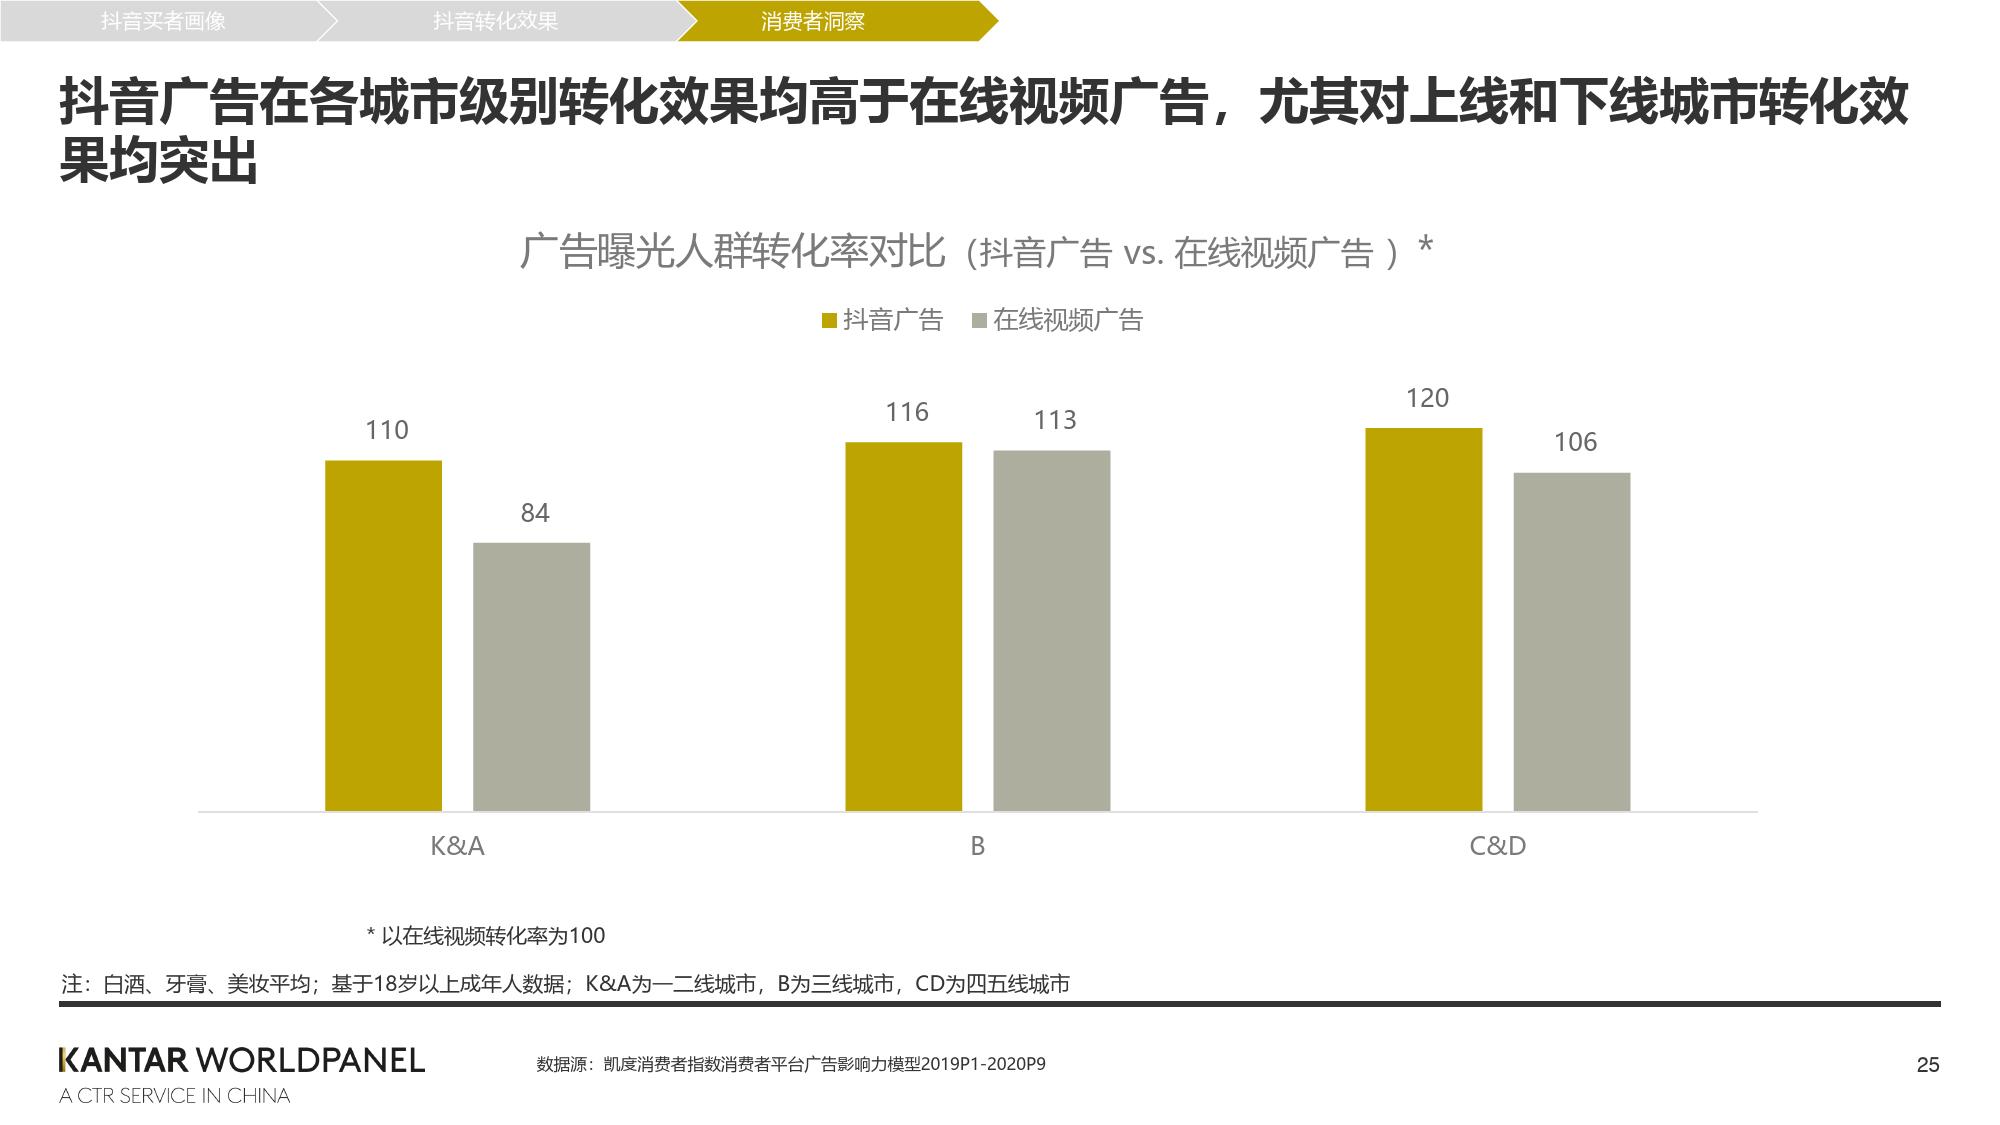 抖音买者画像
抖音转化效果
消费者洞察
抖音广告在各城市级别转化效果均高于在线视频广告，尤其对上线和下线城市转化效
果均突出
广告曝光人群转化率对比（抖音广告 vs. 在线视频广告 ）*
抖音广告 在线视频广告
110
84
116
113
120
106
K&A
B
C&D
* 以在线视频转化率为100
注：白酒、牙膏、美妆平均；基于18岁以上成年人数据；K&A为一二线城市，B为三线城市，CD为四五线城市
KANTAR WORLDPANEL
A CTR SERVICE IN CHINA
数据源：凯度消费者指数消费者平台广告影响力模型2019P1-2020P9
25